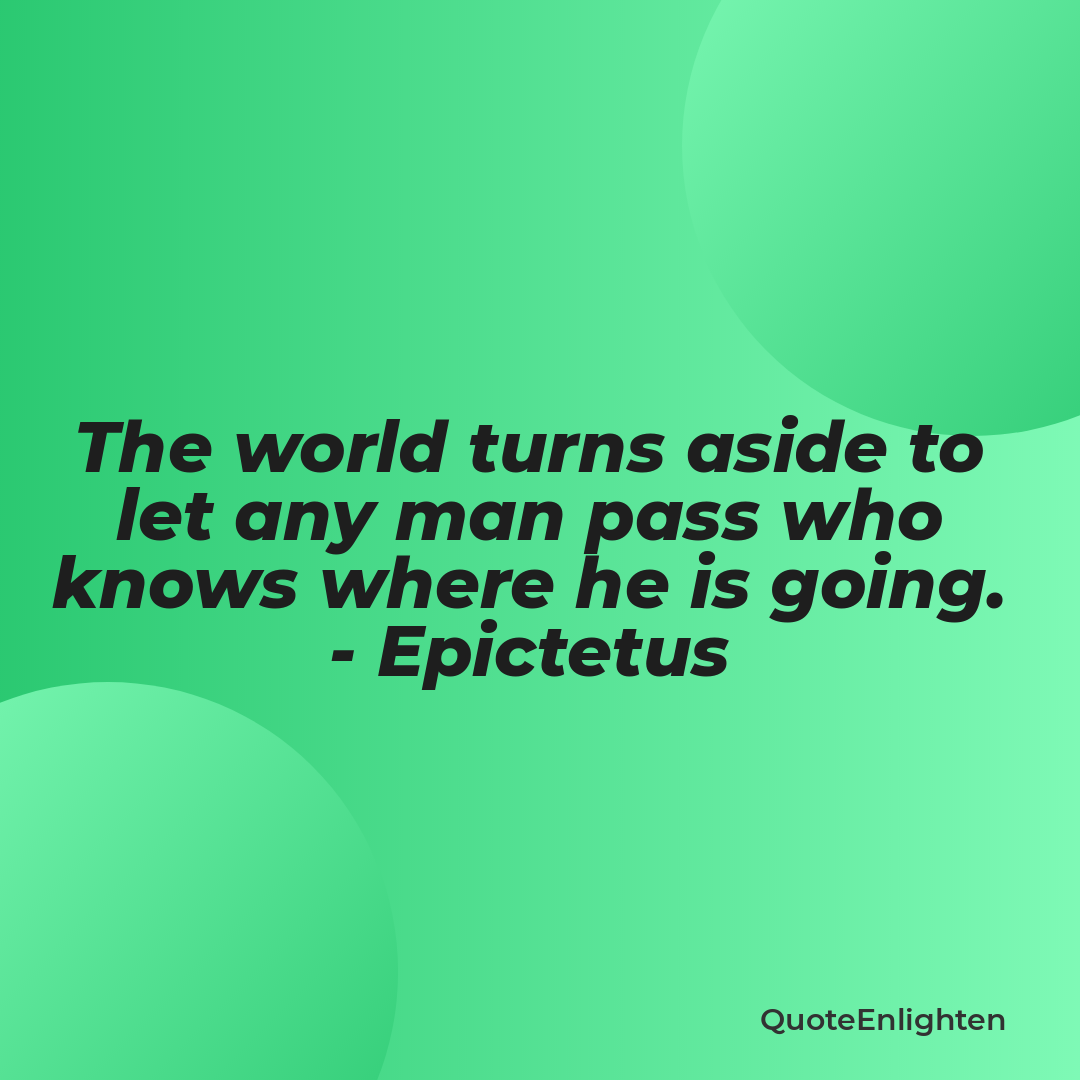 The world turns aside to
let any man pass who
knows where he is going.
- Epictetus
QuoteEnlighten